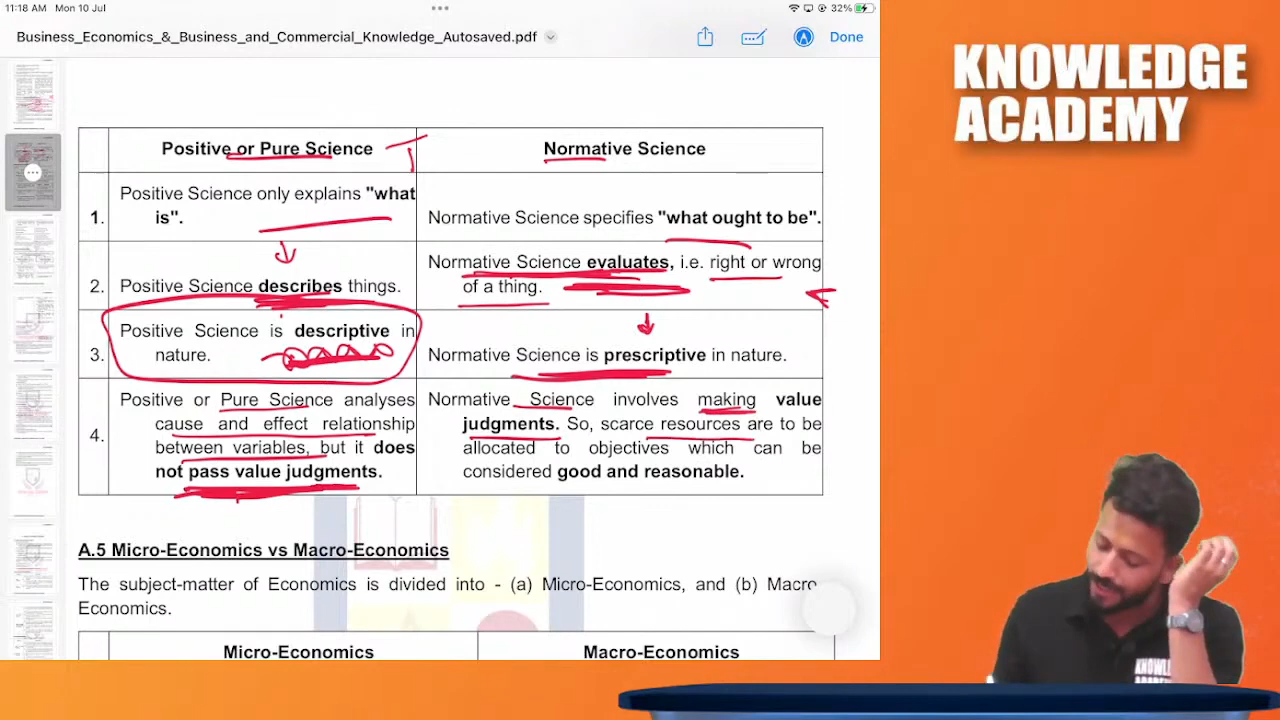 11:18 AM Mon 10 Jul
32%
Business_Economics_&_Business_and_Commercial_Knowledge_Autosaved.pdf
Done
KNOWLEDGE
ACADEMY
Positive or Pure Science
Normative Science
1.
Positive Science only explains "what
is".
Normative Science specifies "what ought to be".
2.
Positive Science describes things.
Normative Science evaluates, i.e. right or wrong
of a thing.
3.
Positive Science is descriptive in
nature.
Normative Science is prescriptive in nature.
4.
Positive or Pure Science analyses
cause and effect relationship
between variables, but it does
not pass value judgments.
Normative Science involves making value
judgments. So, scarce resources are to be
allocated to objectives which can be
considered good and reasonable.
A.5 Micro-Economics vs Macro-Economics
The subject-matter of Economics is divided into - (a) Micro-Economics, and (b) Macro
Economics.
Micro-Economics
Macro-Economics
KNOWLEDGE